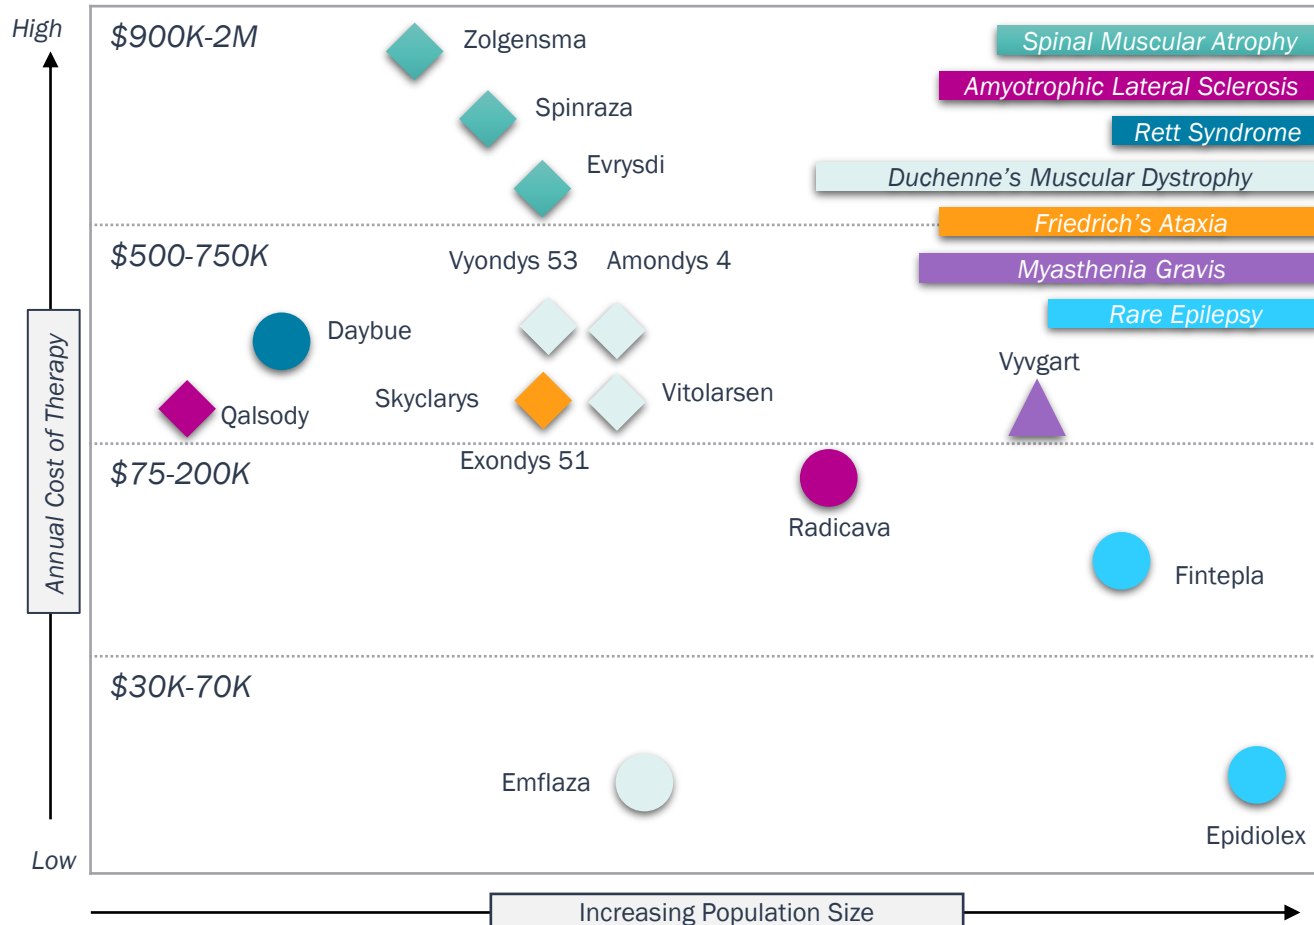 High
$900K-2M
Zolgensma
Spinal Muscular Atrophy
Amyotrophic Lateral Sclerosis
Spinraza
Rett Syndrome
Evrysdi
Duchenne's Muscular Dystrophy
Friedrich's Ataxia
$500-750K
Vyondys 53
Amondys 4
Myasthenia Gravis
Rare Epilepsy
Daybue
Vyvgart
Skyclarys
Vitolarsen
Qalsody
Annual Cost of Therapy
$75-200K
Exondys 51
Radicava
Fintepla
$30K-70K
Emflaza
Epidiolex
Low
Increasing Population Size